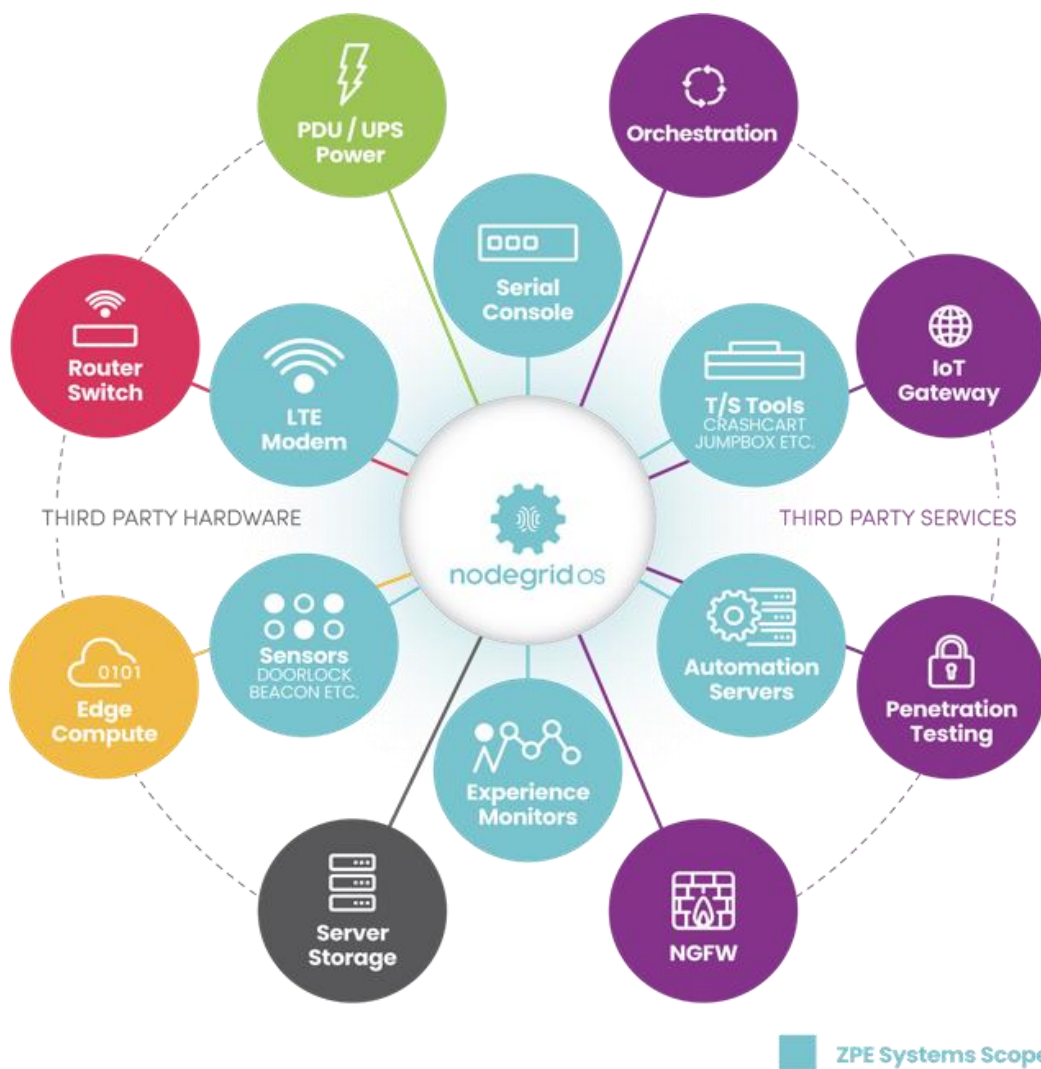 PDU / UPS
Power
Orchestration
Serial
Console
Router
Switch
LTE
Modem
T/S Tools
CRASHCART
JUMPBOX ETC.
IoT
Gateway
THIRD PARTY HARDWARE
THIRD PARTY SERVICES
nodegrid os
0101
Edge
Compute
Sensors
DOORLOCK
BEACON ETC.
Automation
Servers
Penetration
Testing
Experience
Monitors
Server
Storage
NGFW
ZPE Systems Scope